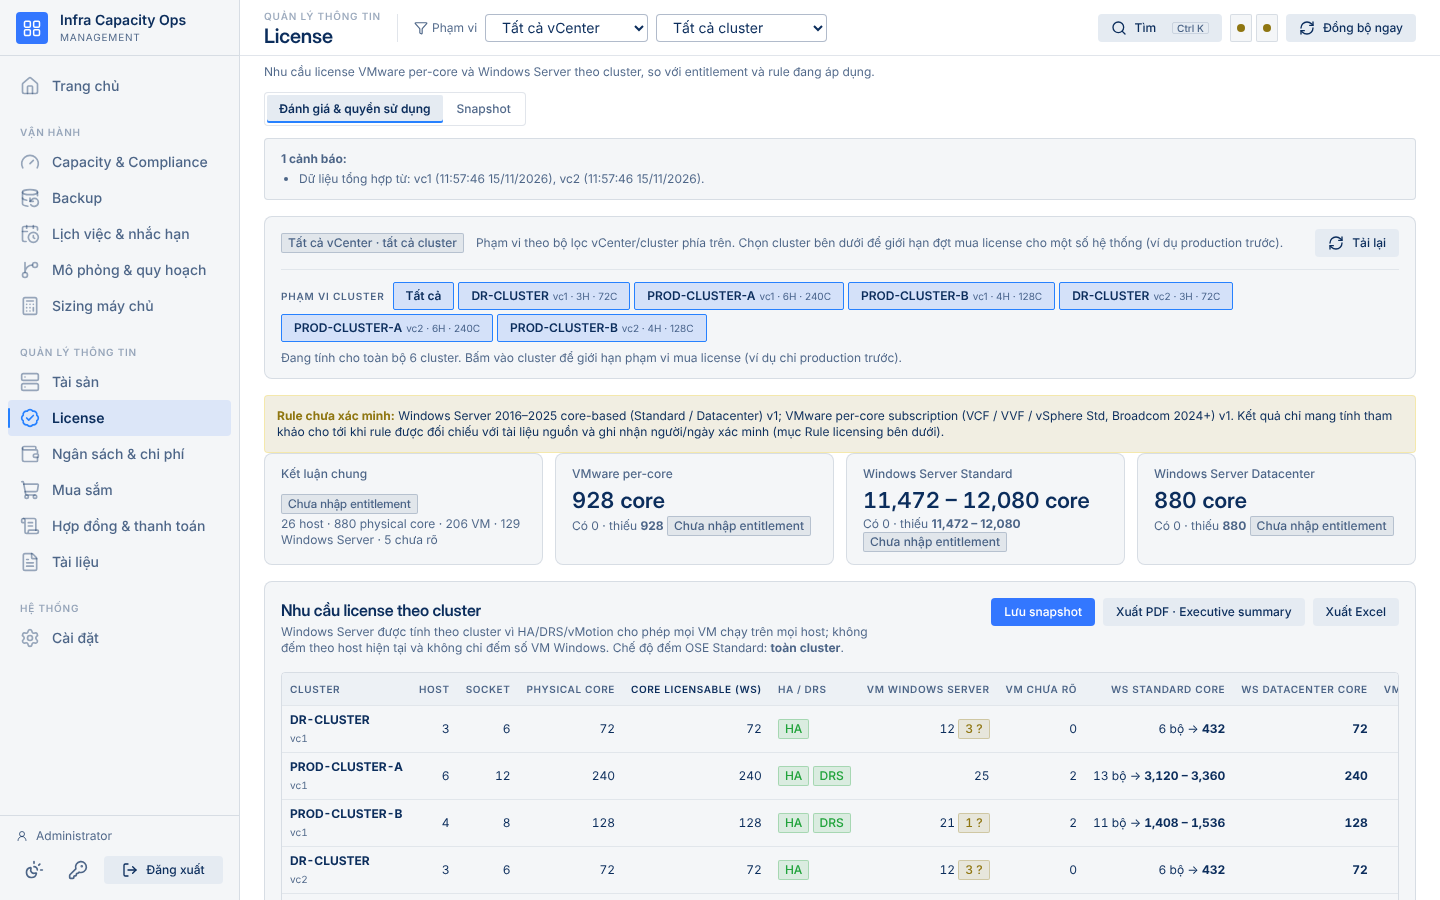 Infra Capacity Ops
MANAGEMENT
Trang chủ
VẬN HÀNH
Capacity & Compliance
Backup
Lịch việc & nhắc hạn
Mô phỏng & quy hoạch
Sizing máy chủ
QUẢN LÝ THÔNG TIN
Tài sản
License
Ngân sách & chi phí
Mua sắm
Hợp đồng & thanh toán
Tài liệu
HỆ THỐNG
Cài đặt
Administrator
Đăng xuất
QUẢN LÝ THÔNG TIN
License
Phạm vi
Tất cả vCenter
Tất cả cluster
Tìm Ctrl K
Đồng bộ ngay
Nhu cầu license VMware per-core và Windows Server theo cluster, so với entitlement và rule đang áp dụng.
Đánh giá & quyền sử dụng
Snapshot
1 cảnh báo:
• Dữ liệu tổng hợp từ: vc1 (11:57:46 15/11/2026), vc2 (11:57:46 15/11/2026).
Tất cả vCenter · tất cả cluster
Phạm vi theo bộ lọc vCenter/cluster phía trên. Chọn cluster bên dưới để giới hạn đợt mua license cho một số hệ thống (ví dụ production trước).
Tải lại
PHẠM VI CLUSTER Tất cả DR-CLUSTER vc1 · 3H · 72C PROD-CLUSTER-A vc1 · 6H · 240C PROD-CLUSTER-B vc1 · 4H · 128C DR-CLUSTER vc2 · 3H · 72C
PROD-CLUSTER-A vc2 · 6H · 240C PROD-CLUSTER-B vc2 · 4H · 128C
Đang tính cho toàn bộ 6 cluster. Bấm vào cluster để giới hạn phạm vi mua license (ví dụ chỉ production trước).
Rule chưa xác minh: Windows Server 2016–2025 core-based (Standard / Datacenter) v1; VMware per-core subscription (VCF / VVF / vSphere Std, Broadcom 2024+) v1. Kết quả chỉ mang tính tham
khảo cho tới khi rule được đối chiếu với tài liệu nguồn và ghi nhận người/ngày xác minh (mục Rule licensing bên dưới).
Kết luận chung
Chưa nhập entitlement
26 host · 880 physical core · 206 VM · 129
Windows Server · 5 chưa rõ
VMware per-core
928 core
Có 0 · thiếu 928 Chưa nhập entitlement
Windows Server Standard
11,472 – 12,080 core
Có 0 · thiếu 11,472 – 12,080
Chưa nhập entitlement
Windows Server Datacenter
880 core
Có 0 · thiếu 880 Chưa nhập entitlement
Nhu cầu license theo cluster
Windows Server được tính theo cluster vì HA/DRS/vMotion cho phép mọi VM chạy trên mọi host; không
đếm theo host hiện tại và không chỉ đếm số VM Windows. Chế độ đếm OSE Standard: toàn cluster.
Lưu snapshot
Xuất PDF · Executive summary
Xuất Excel
CLUSTER HOST SOCKET PHYSICAL CORE CORE LICENSABLE (WS) HA / DRS VM WINDOWS SERVER VM CHƯA RÕ WS STANDARD CORE WS DATACENTER CORE VM
DR-CLUSTER
vc1
3 6 72 72 HA 12 3 ? 0 6 bộ → 432 72
PROD-CLUSTER-A
vc1
6 12 240 240 HA DRS 25 2 13 bộ → 3,120 – 3,360 240
PROD-CLUSTER-B
vc1
4 8 128 128 HA DRS 21 1 ? 2 11 bộ → 1,408 – 1,536 128
DR-CLUSTER
vc2
3 6 72 72 HA 12 3 ? 0 6 bộ → 432 72